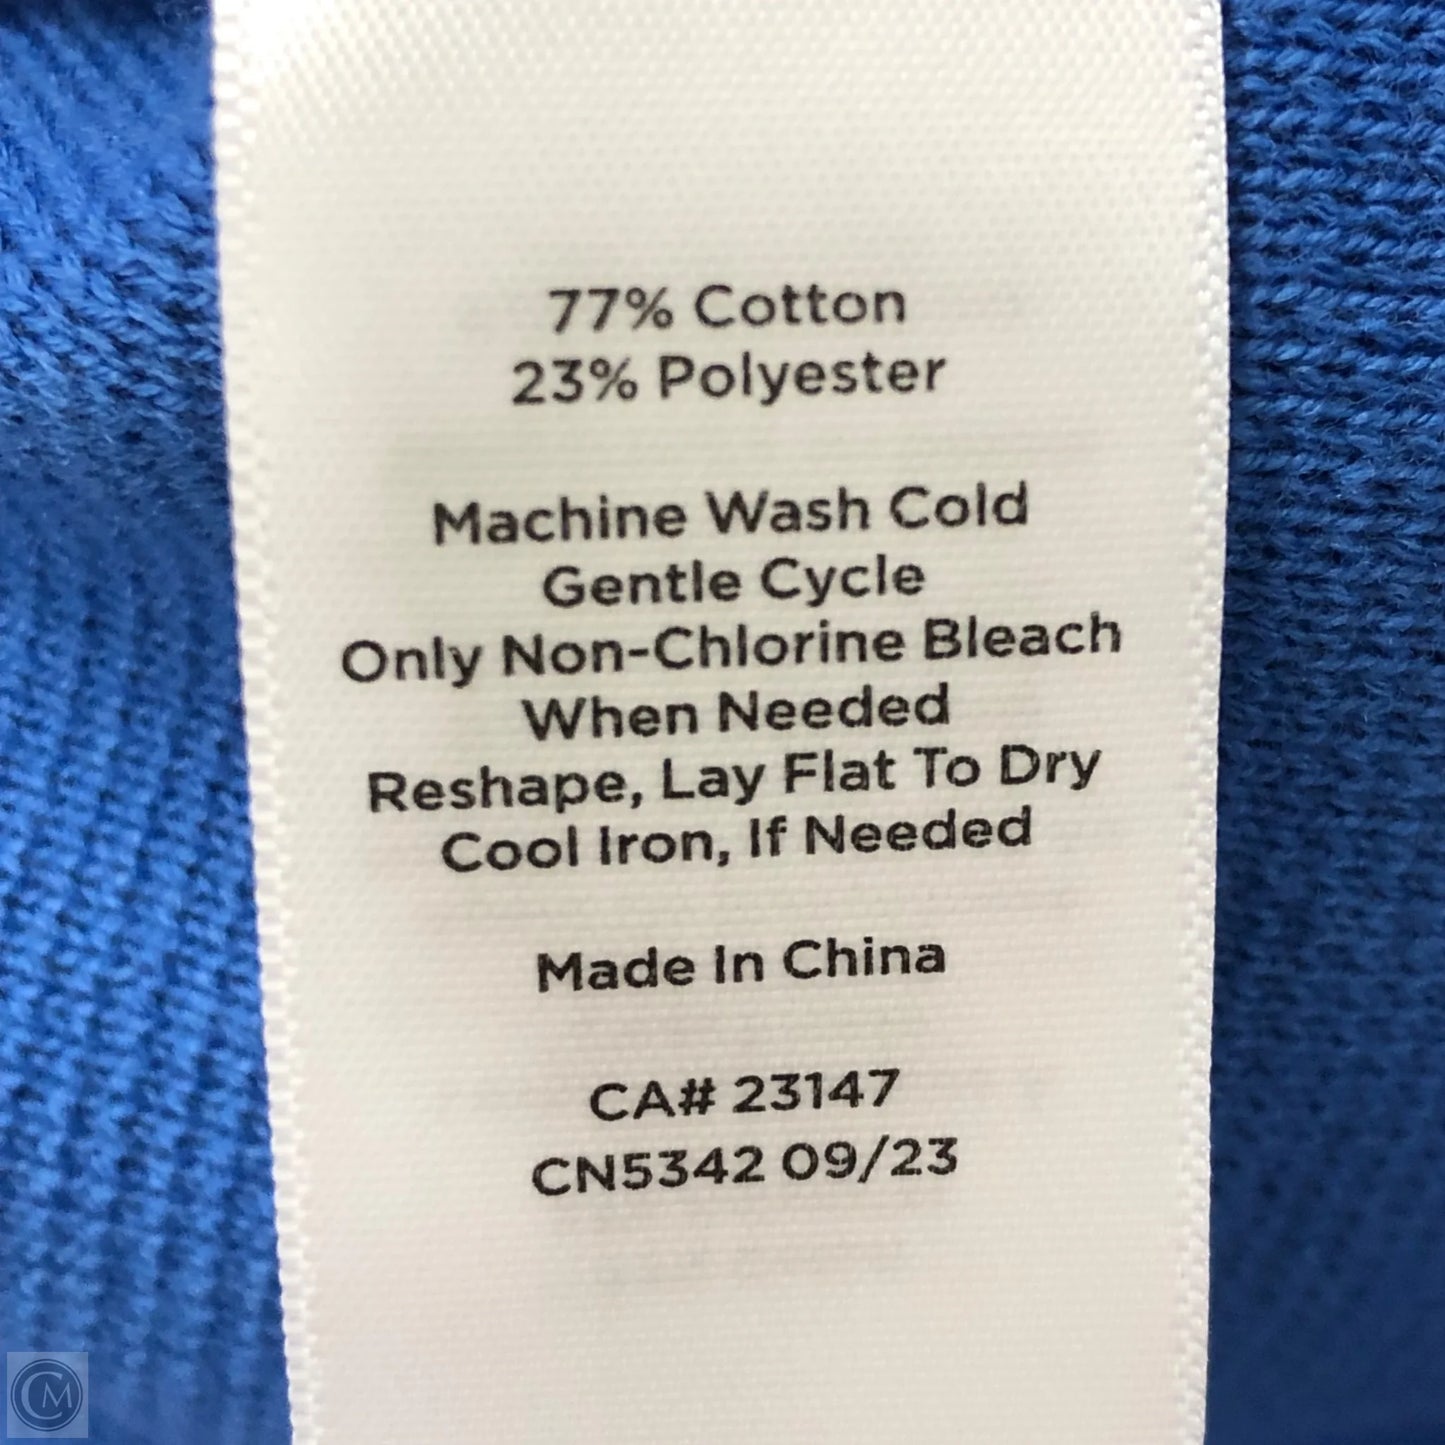 77% Cotton
23% Polyester
Machine Wash Cold
Gentle Cycle
Only Non-Chlorine Bleach
When Needed
Reshape, Lay Flat To Dry
Cool Iron, If Needed
Made In China
CA# 23147
CN5342 09/23
CM